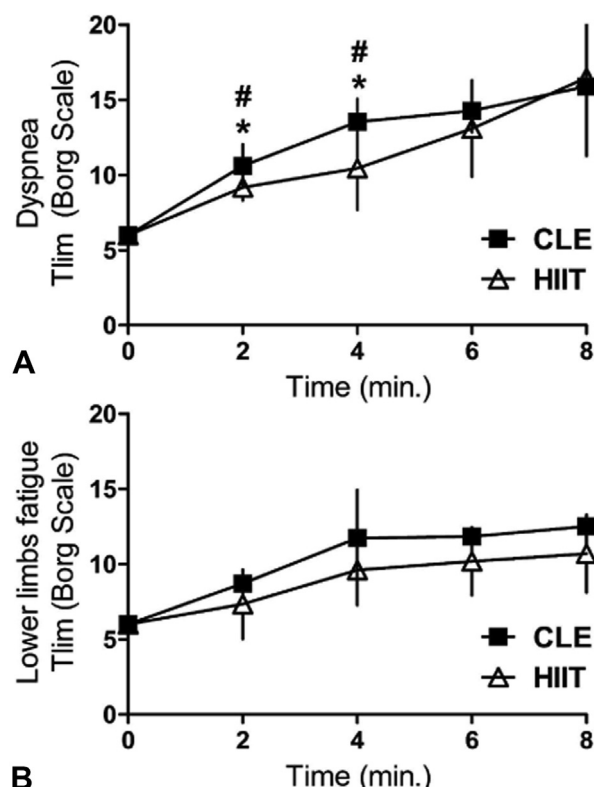 20
#
#
*
*
15
10
5
0
Dyspnea
Tlim (Borg Scale)
CLE
HIIT
0 2 4 6 8
Time (min.)
A
20
15
10
5
0
Lower limbs fatigue
Tlim (Borg Scale)
CLE
HIIT
0 2 4 6 8
Time (min.)
B